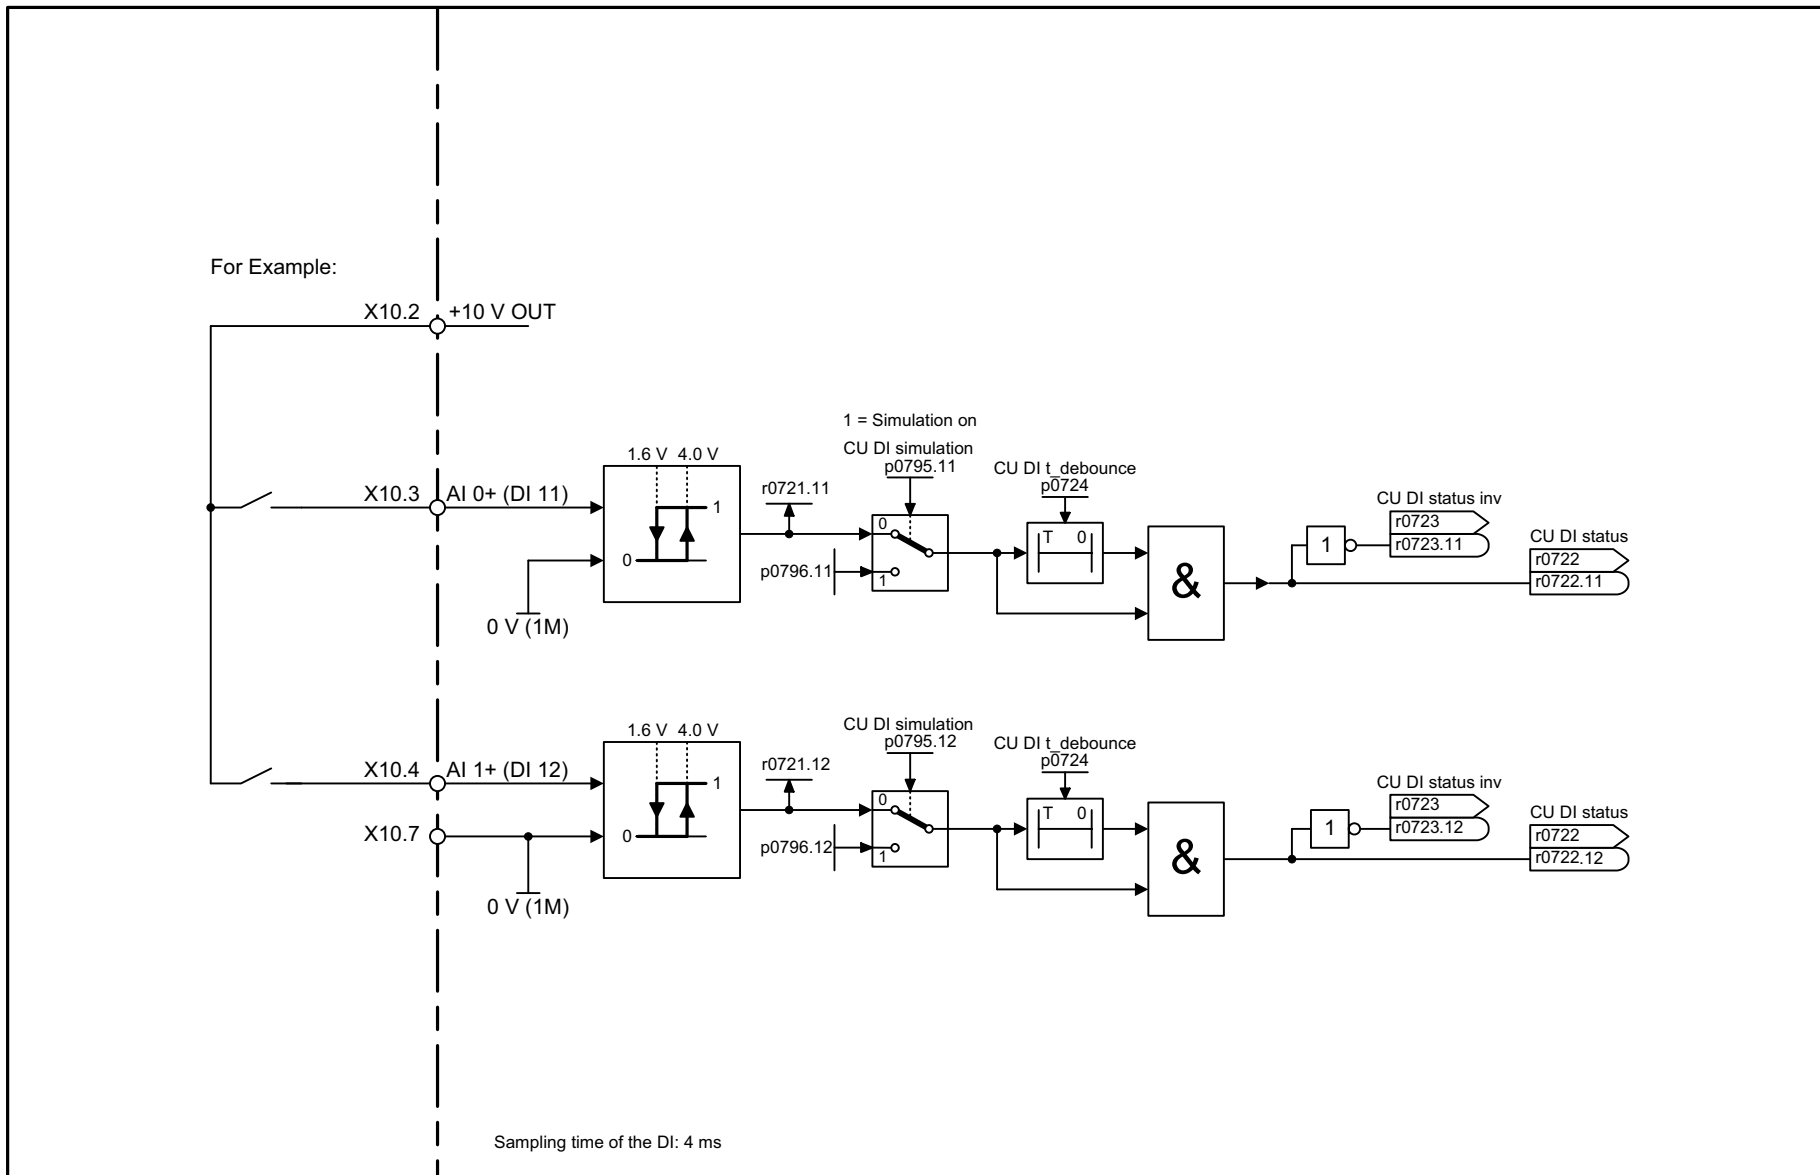 For Example:
X10.2 +10 V OUT
1 = Simulation on
CU DI simulation
p0795.11
1.6 V 4.0 V
CU DI t_debounce
p0724
r0721.11
X10.3 AI 0+ (DI 11)
1
0
T 0
CU DI status inv
r0723
r0723.11
1
CU DI status
r0722
r0722.11
0
p0796.11
1
&
0 V (1M)
CU DI simulation
p0795.12
1.6 V 4.0 V
CU DI t_debounce
p0724
r0721.12
X10.4 AI 1+ (DI 12)
1
0
T 0
CU DI status inv
r0723
r0723.12
1
CU DI status
r0722
r0722.12
X10.7
0
p0796.12
1
&
0 V (1M)
Sampling time of the DI: 4 ms